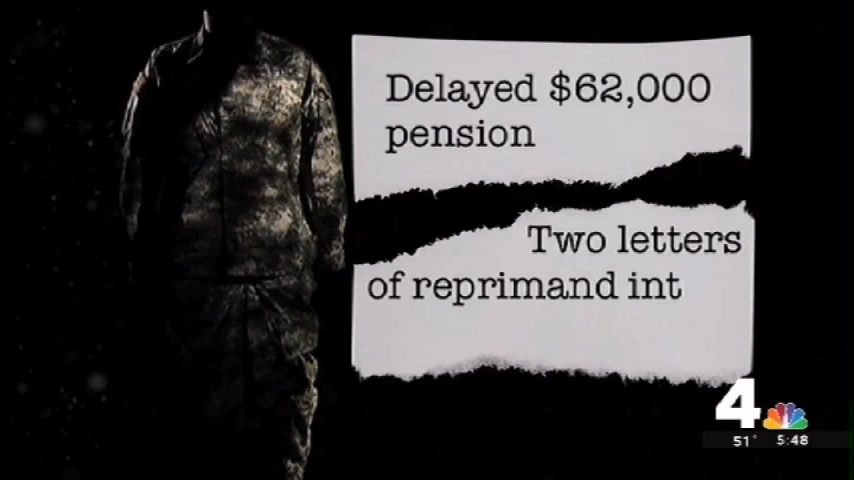 Delayed $62,000
pension
Two letters
of reprimand int
4
51° 5:48